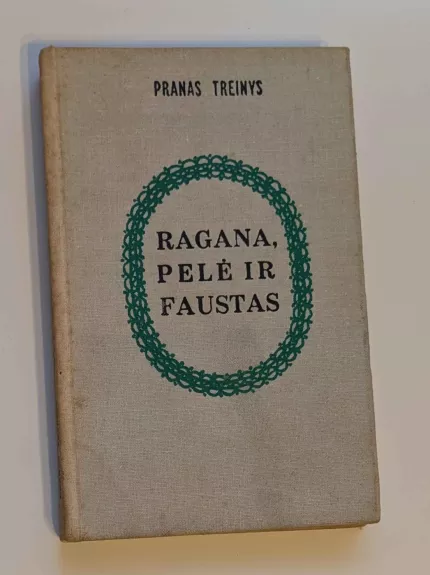 PRANAS TREINYS
RAGANA,
PELĖ IR
FAUSTAS